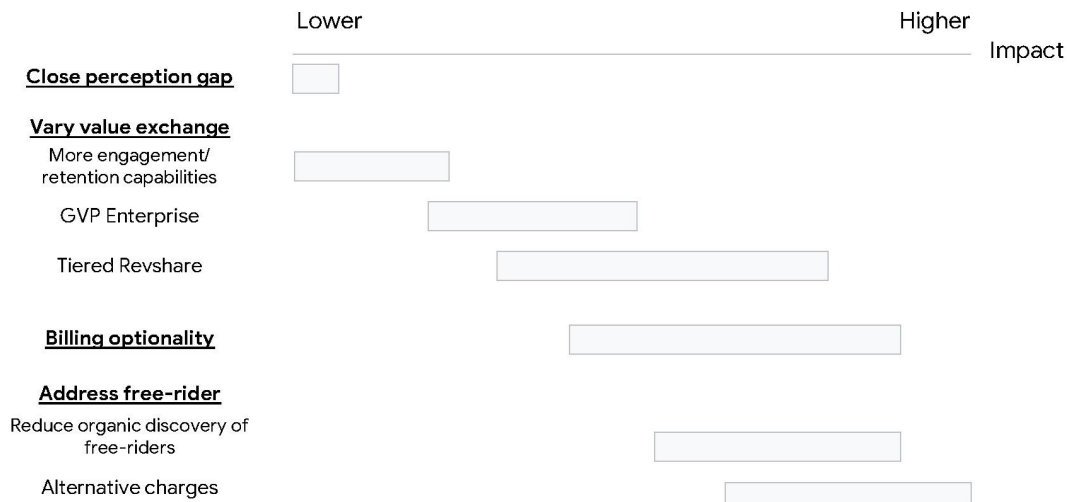 Lower
Higher
Impact
Close perception gap
Vary value exchange
More engagement/
retention capabilities
GVP Enterprise
Tiered Revshare
Billing optionality
Address free-rider
Reduce organic discovery of
free-riders
Alternative charges